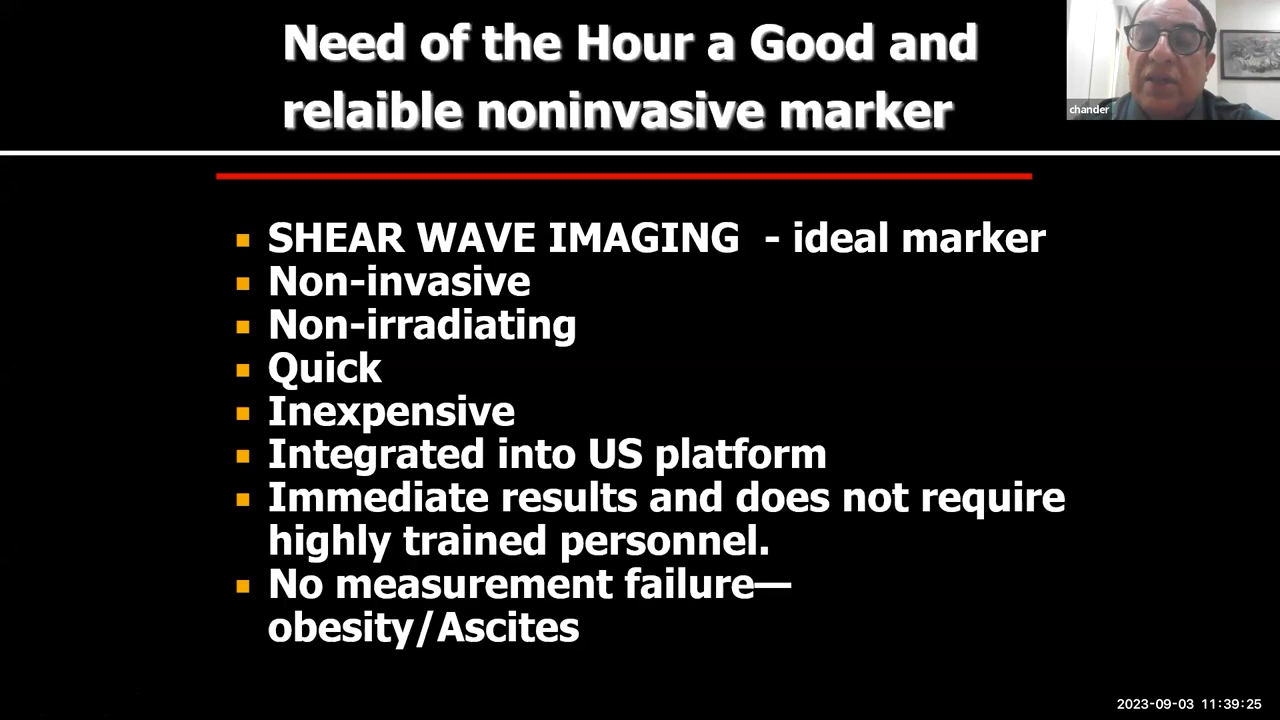 Need of the Hour a Good and
relaible noninvasive marker
chander
SHEAR WAVE IMAGING - ideal marker
Non-invasive
Non-irradiating
Quick
Inexpensive
Integrated into US platform
Immediate results and does not require
highly trained personnel.
No measurement failure—
obesity/Ascites
2023-09-03 11:39:25